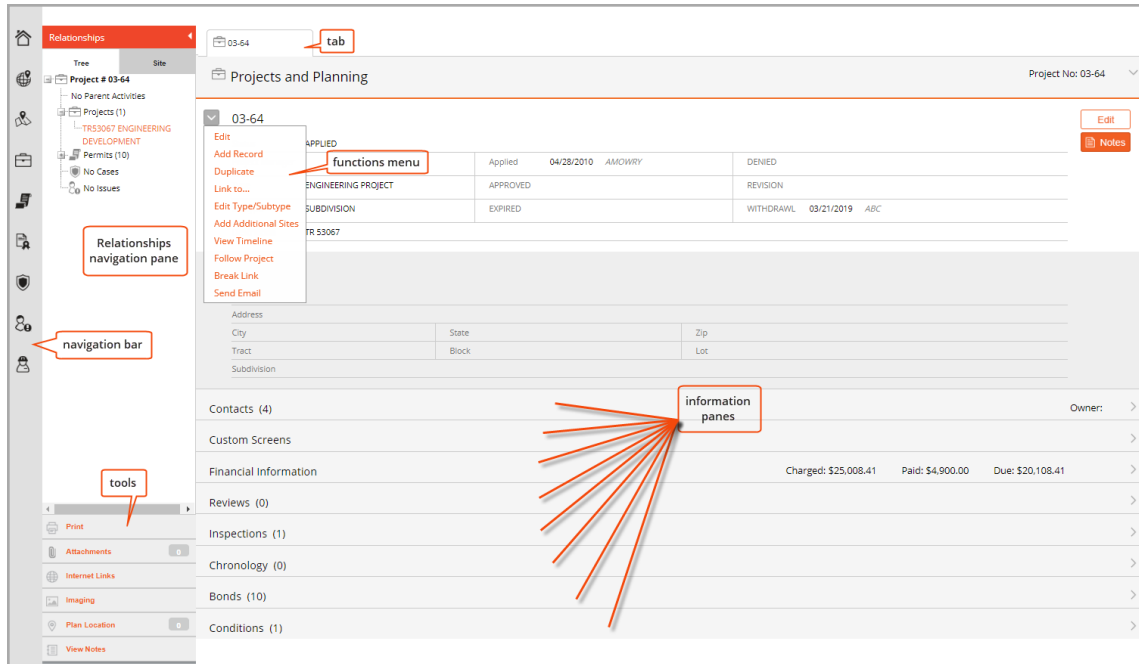 Relationships
Tree Site
Project # 03-64
No Parent Activities
Projects (1)
TR53067 ENGINEERING
DEVELOPMENT
Permits (10)
No Cases
No Issues
Relationships
navigation pane
navigation bar
tools
Print
Attachments 0
Internet Links
Imaging
Plan Location 0
View Notes
03-64
tab
Projects and Planning Project No: 03-64
03-64
Edit
Notes
Edit
Add Record
Duplicate
Link to...
Edit Type/Subtype
Add Additional Sites
View Timeline
Follow Project
Break Link
Send Email
functions menu
APPLIED
Applied 04/28/2010 AMOWRY DENIED
ENGINEERING PROJECT APPROVED REVISION
SUBDIVISION EXPIRED WITHDRAWL 03/21/2019 ABC
TR 53067
Address
City State Zip
Tract Block Lot
Subdivision
information
panes
Contacts (4) Owner:
Custom Screens
Financial Information Charged: $25,008.41 Paid: $4,900.00 Due: $20,108.41
Reviews (0)
Inspections (1)
Chronology (0)
Bonds (10)
Conditions (1)